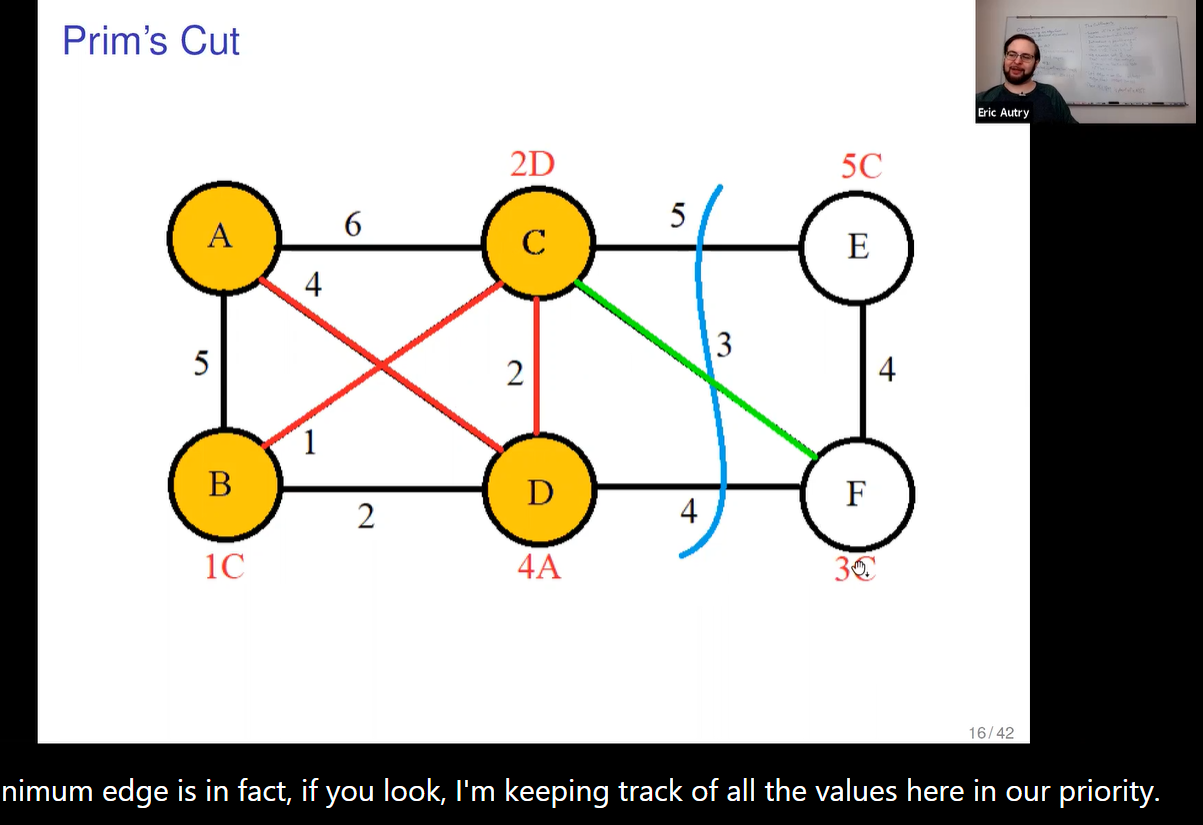 Prim's Cut
Eric Autry
2D
5C
A
6
C
5
E
4
5
2
3
4
1
B
2
D
4
F
1C
4A
3C
16/42
nimum edge is in fact, if you look, I'm keeping track of all the values here in our priority.